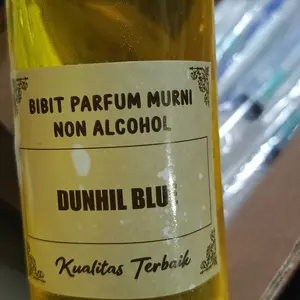 BIBIT PARFUM MURNI
NON ALCOHOL
DUNHIL BLU
Kualitas Terbaik